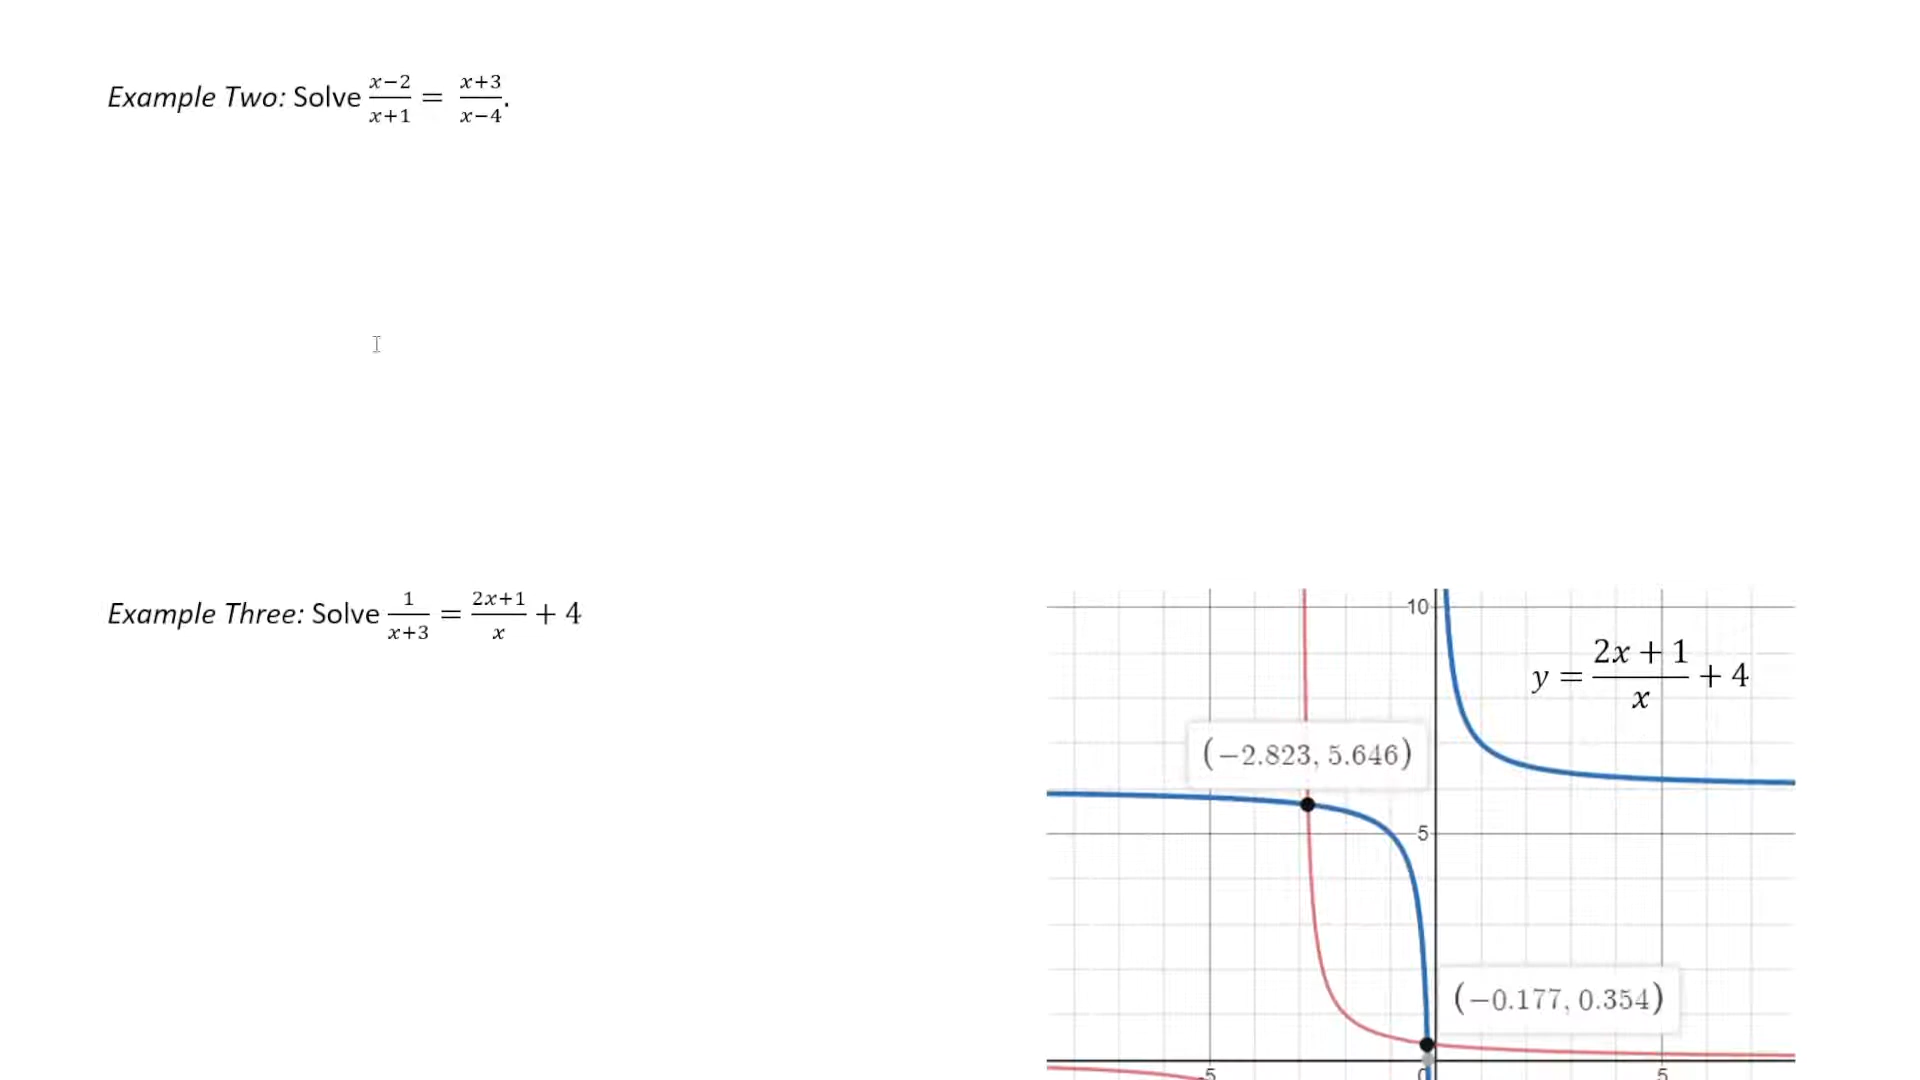 Example Two: Solve (x−2)/(x+1) = (x+3)/(x−4).
Example Three: Solve 1/(x+3) = (2x+1)/x + 4
10
y = (2x + 1)/x + 4
(−2.823, 5.646)
5
(−0.177, 0.354)
-5
0
5